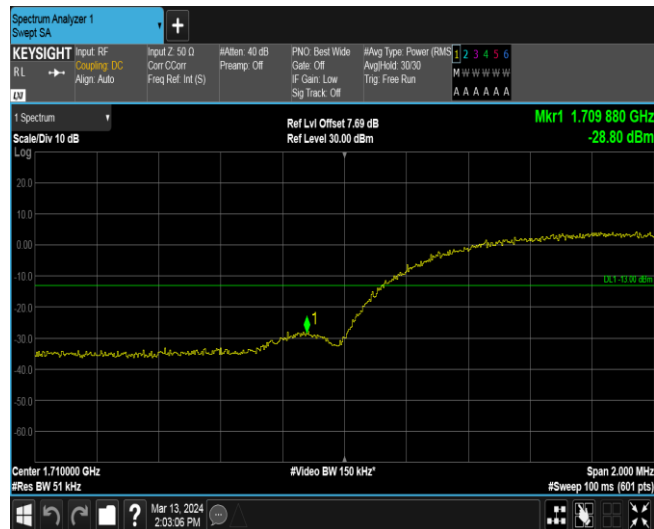 Spectrum Analyzer 1
Swept SA
KEYSIGHT
RL
Input: RF
Coupling: DC
Align: Auto
Input Z: 50 Ω
Corr CCorr
Freq Ref: Int (S)
#Atten: 40 dB
Preamp: Off
PNO: Best Wide
Gate: Off
IF Gain: Low
Sig Track: Off
#Avg Type: Power (RMS
Avg|Hold: 30/30
Trig: Free Run
1 2 3 4 5 6
M W W W W W
A A A A A A
LXI
1 Spectrum
Scale/Div 10 dB
Log
Ref Lvl Offset 7.69 dB
Ref Level 30.00 dBm
Mkr1 1.709 880 GHz
-28.80 dBm
20.0
10.0
0.00
-10.0
DL1 -13.00 dBm
-20.0
1
-30.0
-40.0
-50.0
-60.0
Center 1.710000 GHz
#Video BW 150 kHz*
Span 2.000 MHz
#Res BW 51 kHz
#Sweep 100 ms (601 pts)
?
Mar 13, 2024
2:03:06 PM